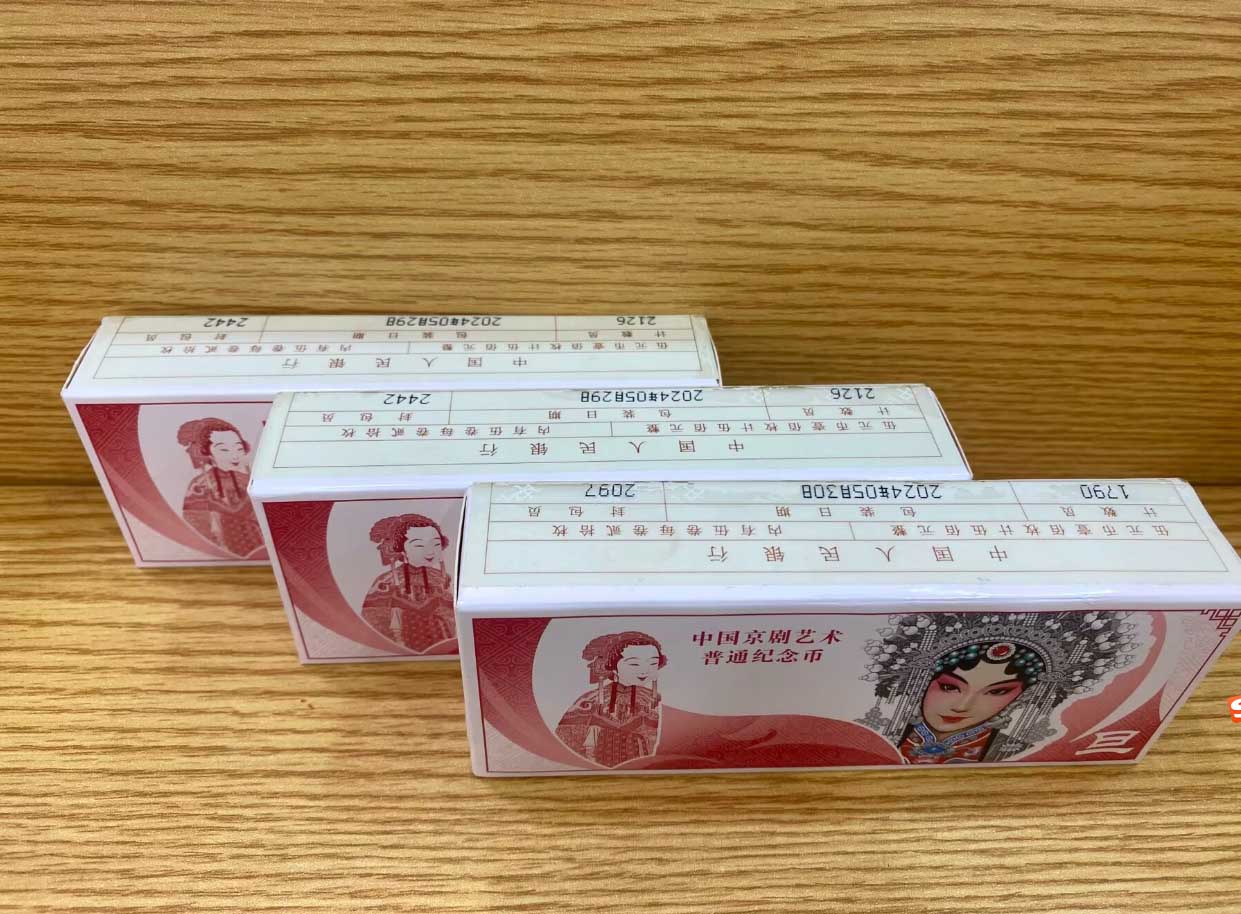 中国人民银行
伍元币壹佰枚计伍佰元整 内有伍卷每卷贰拾枚
计数员 包装日期 封包员
2126 2024年05月29日 2442
中国人民银行
伍元币壹佰枚计伍佰元整 内有伍卷每卷贰拾枚
计数员 包装日期 封包员
2126 2024年05月29日 2442
中国人民银行
伍元币壹佰枚计伍佰元整 内有伍卷每卷贰拾枚
计数员 包装日期 封包员
1790 2024年05月30日 2097
中国京剧艺术
普通纪念币
旦